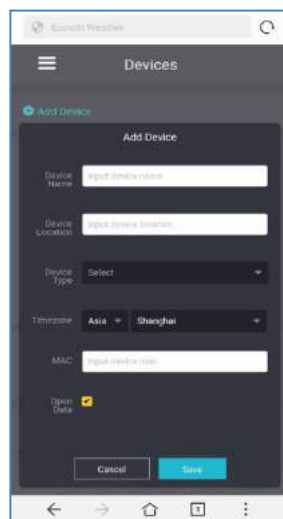 Ecowitt Weather
Devices
Add Device
Add Device
Device Name
Input device name
Device Location
Input device location
Device Type
Select
Timezone
Asia
Shanghai
MAC
Input device mac
Open Data
Cancel
Save
1